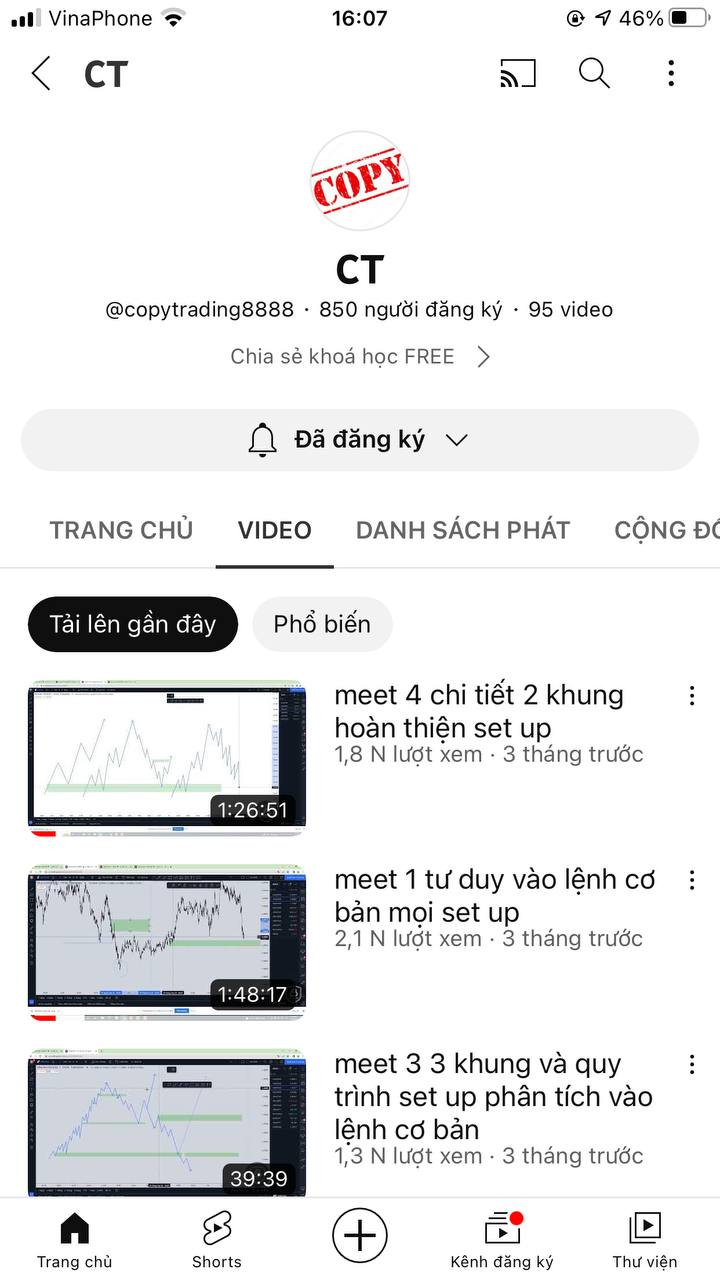 VinaPhone
16:07
46%
CT
COPY
CT
@copytrading8888 · 850 người đăng ký · 95 video
Chia sẻ khoá học FREE
Đã đăng ký
TRANG CHỦ
VIDEO
DANH SÁCH PHÁT
CỘNG ĐỒ
Tải lên gần đây
Phổ biến
meet 4 chi tiết 2 khung
hoàn thiện set up
1,8 N lượt xem · 3 tháng trước
1:26:51
meet 1 tư duy vào lệnh cơ
bản mọi set up
2,1 N lượt xem · 3 tháng trước
1:48:17
meet 3 3 khung và quy
trình set up phân tích vào
lệnh cơ bản
1,3 N lượt xem · 3 tháng trước
39:39
Trang chủ
Shorts
Kênh đăng ký
Thư viện